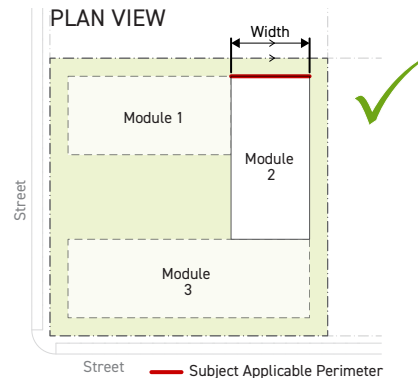 PLAN VIEW
Width
Module 1
Module
2
Street
Module
3
Street
Subject Applicable Perimeter